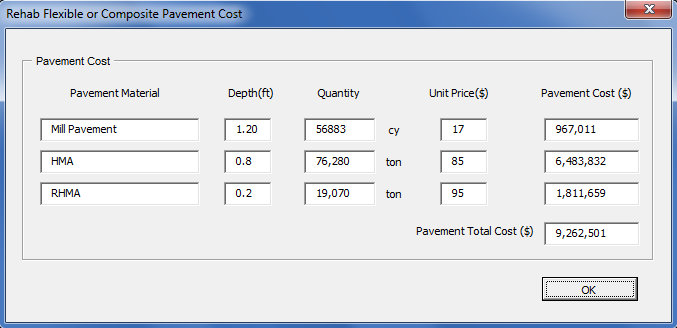 Rehab Flexible or Composite Pavement Cost
Pavement Cost
Pavement Material Depth(ft) Quantity Unit Price($) Pavement Cost ($)
Mill Pavement 1.20 56883 cy 17 967,011
HMA 0.8 76,280 ton 85 6,483,832
RHMA 0.2 19,070 ton 95 1,811,659
Pavement Total Cost ($) 9,262,501
OK